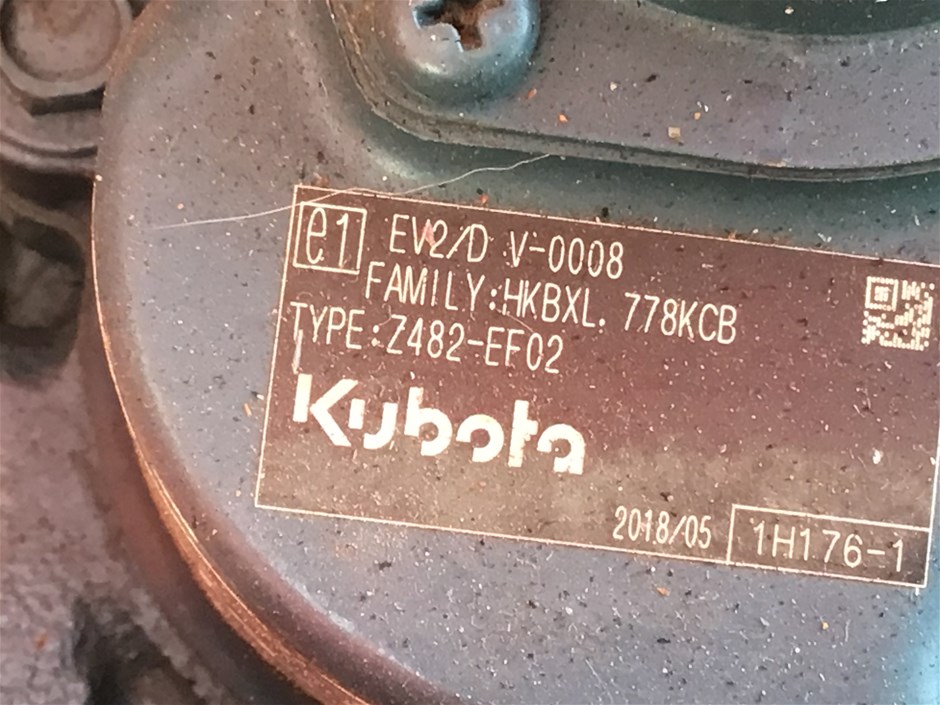 e1 EV2/D V-0008
FAMILY:HKBXL. 778KCB
TYPE:Z482-EF02
Kubota
2018/05 1H176-1